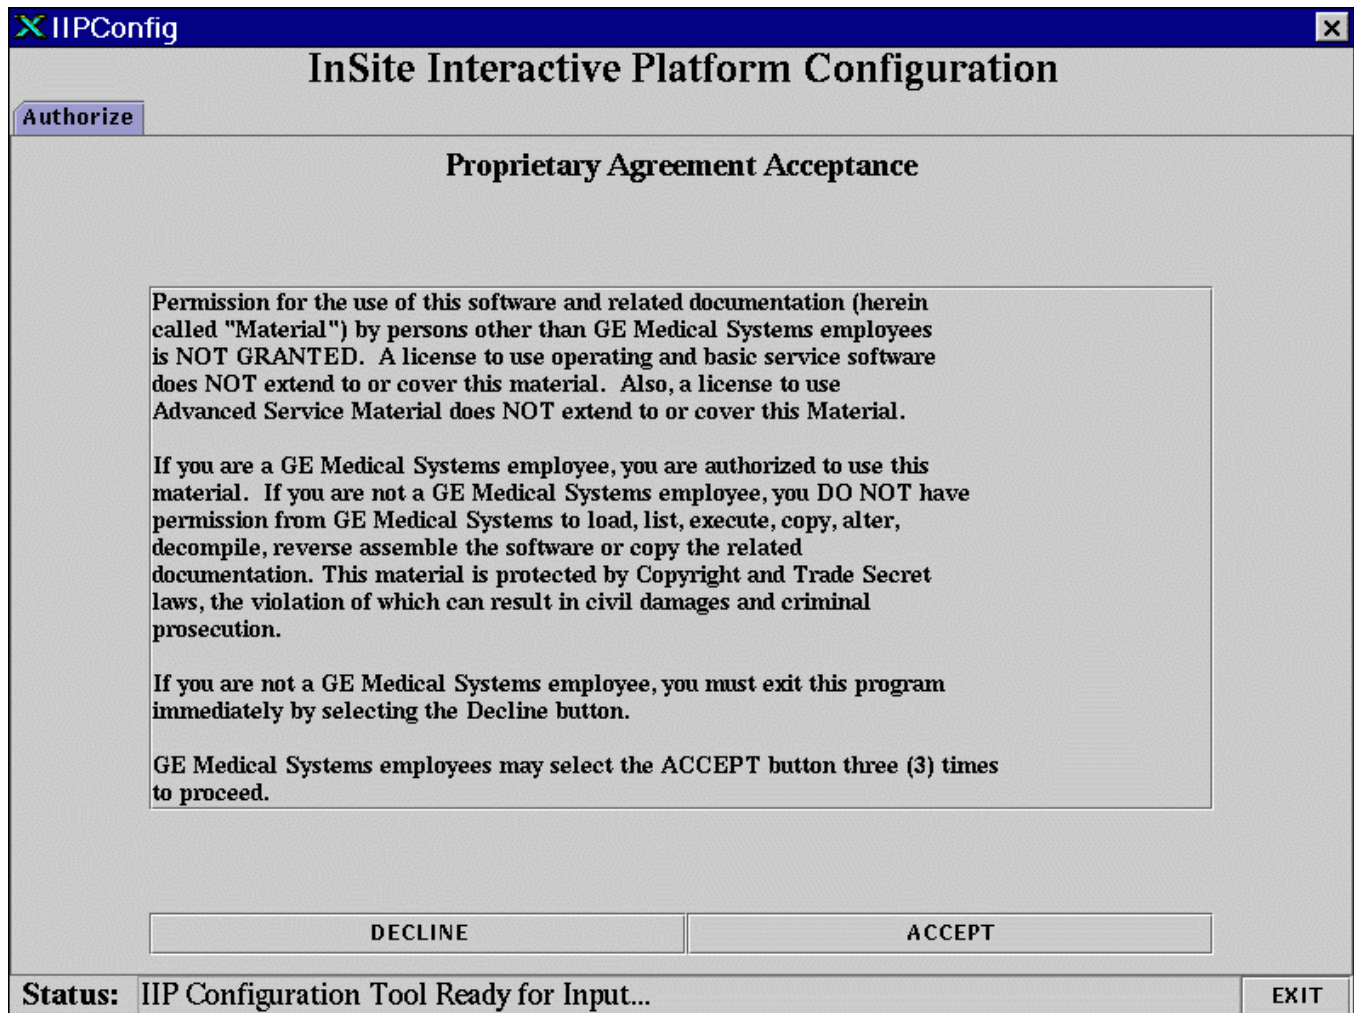 IIPConfig
InSite Interactive Platform Configuration
Authorize
Proprietary Agreement Acceptance
Permission for the use of this software and related documentation (herein
called "Material") by persons other than GE Medical Systems employees
is NOT GRANTED.  A license to use operating and basic service software
does NOT extend to or cover this material.  Also, a license to use
Advanced Service Material does NOT extend to or cover this Material.
If you are a GE Medical Systems employee, you are authorized to use this
material.  If you are not a GE Medical Systems employee, you DO NOT have
permission from GE Medical Systems to load, list, execute, copy, alter,
decompile, reverse assemble the software or copy the related
documentation. This material is protected by Copyright and Trade Secret
laws, the violation of which can result in civil damages and criminal
prosecution.
If you are not a GE Medical Systems employee, you must exit this program
immediately by selecting the Decline button.
GE Medical Systems employees may select the ACCEPT button three (3) times
to proceed.
DECLINE ACCEPT
Status: IIP Configuration Tool Ready for Input... EXIT